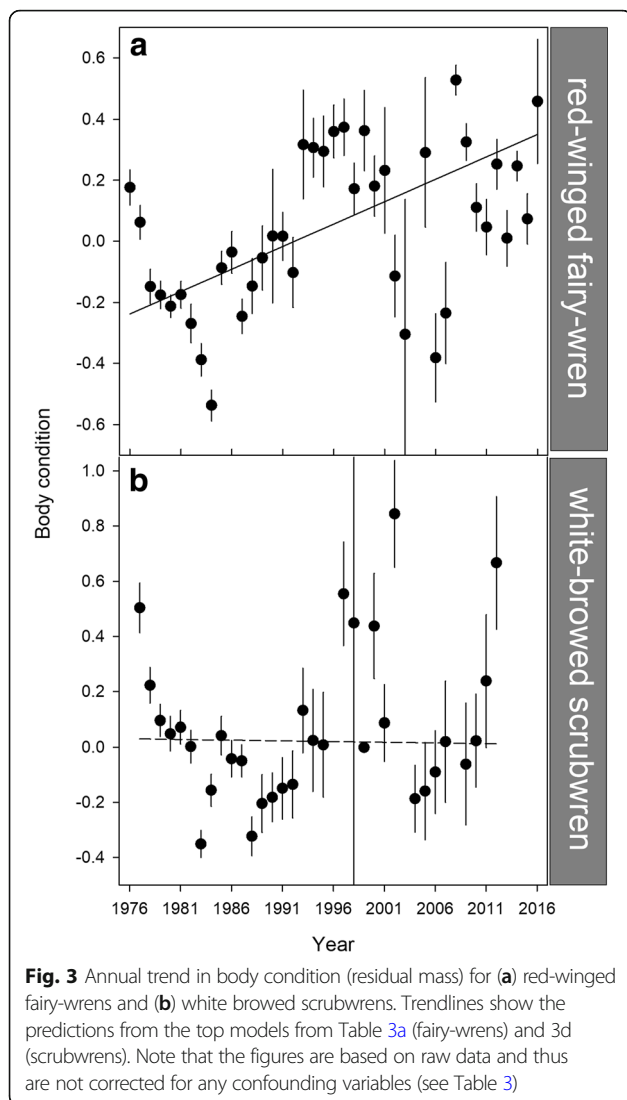 a
0.6
0.4
0.2
0.0
-0.2
-0.4
-0.6
red-winged fairy-wren
Body condition
b
1.0
0.8
0.6
0.4
0.2
0.0
-0.2
-0.4
white-browed scrubwren
1976 1981 1986 1991 1996 2001 2006 2011 2016
Year
Fig. 3 Annual trend in body condition (residual mass) for (a) red-winged
fairy-wrens and (b) white browed scrubwrens. Trendlines show the
predictions from the top models from Table 3a (fairy-wrens) and 3d
(scrubwrens). Note that the figures are based on raw data and thus
are not corrected for any confounding variables (see Table 3)